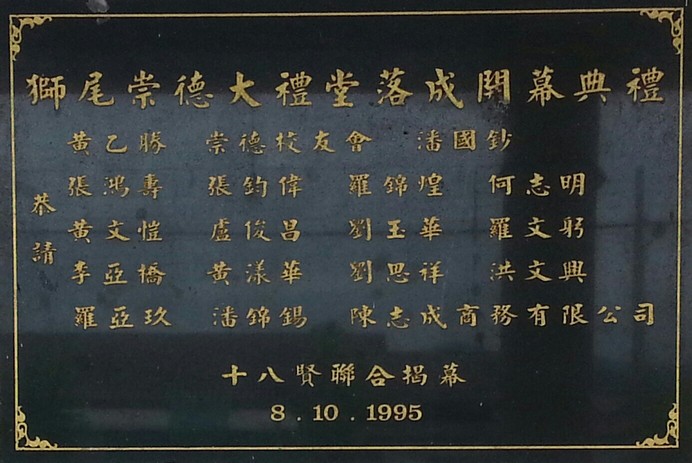 獅尾崇德大禮堂落成開幕典禮
恭請
黃乙勝 崇德校友會 潘國鈔
張鴻壽 張鈞偉 羅錦煌 何志明
黃文愷 盧俊昌 劉玉華 羅文躬
李亞橋 黃漾華 劉思祥 洪文興
羅亞玖 潘錦錫 陳志成商務有限公司
十八賢聯合揭幕
8 . 10 . 1995